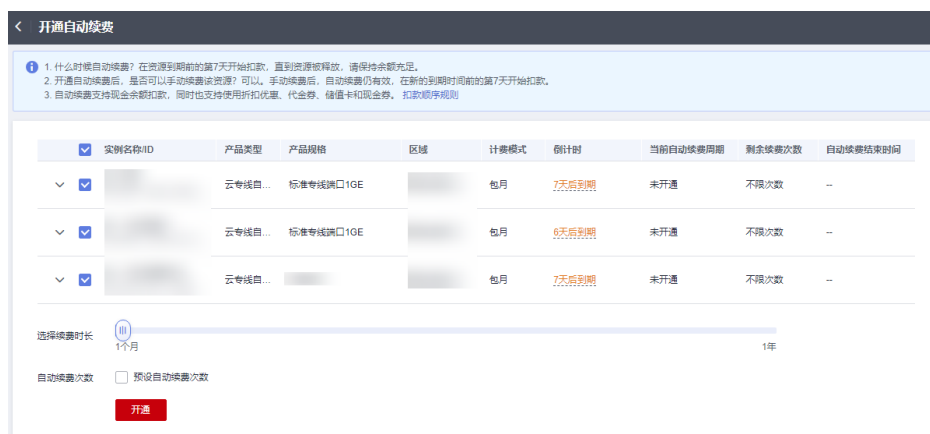 开通自动续费
1. 什么时候自动续费？在资源到期前的第7天开始扣款，直到资源被释放，请保持余额充足。
2. 开通自动续费后，是否可以手动续费该资源？可以。手动续费后，自动续费仍有效，在新的到期时间前的第7天开始扣款。
3. 自动续费支持现金余额扣款，同时也支持使用折扣优惠、代金券、储值卡和现金券。 扣款顺序规则
实例名称/ID 产品类型 产品规格 区域 计费模式 倒计时 当前自动续费周期 剩余续费次数 自动续费结束时间
云专线自... 标准专线端口1GE 包月 7天后到期 未开通 不限次数 --
云专线自... 标准专线端口1GE 包月 6天后到期 未开通 不限次数 --
云专线自... 包月 7天后到期 未开通 不限次数 --
选择续费时长
1个月 1年
自动续费次数 预设自动续费次数
开通